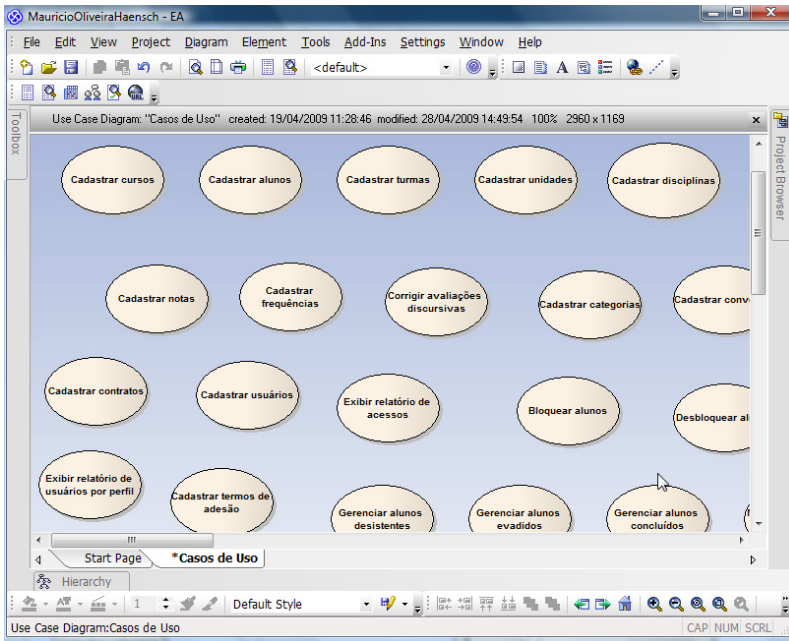 MauricioOliveiraHaensch - EA
File Edit View Project Diagram Element Tools Add-Ins Settings Window Help
<default>
Toolbox
Use Case Diagram: "Casos de Uso" created: 19/04/2009 11:28:46 modified: 28/04/2009 14:49:54 100% 2960 x 1169
Project Browser
Cadastrar cursos
Cadastrar alunos
Cadastrar turmas
Cadastrar unidades
Cadastrar disciplinas
Cadastrar notas
Cadastrar
frequências
Corrigir avaliações
discursivas
Cadastrar categorias
Cadastrar conv
Cadastrar contratos
Cadastrar usuários
Exibir relatório de
acessos
Bloquear alunos
Desbloquear al
Exibir relatório de
usuários por perfil
Cadastrar termos de
adesão
Gerenciar alunos
desistentes
Gerenciar alunos
evadidos
Gerenciar alunos
concluídos
Start Page *Casos de Uso
Hierarchy
1 Default Style
Use Case Diagram:Casos de Uso CAP NUM SCRL